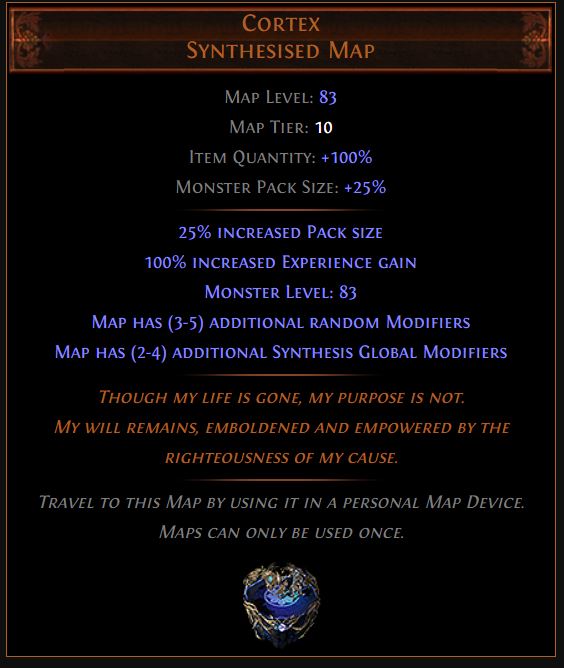 Cortex
Synthesised Map
Map Level: 83
Map Tier: 10
Item Quantity: +100%
Monster Pack Size: +25%
25% increased Pack size
100% increased Experience gain
Monster Level: 83
Map has (3-5) additional random Modifiers
Map has (2-4) additional Synthesis Global Modifiers
Though my life is gone, my purpose is not.
My will remains, emboldened and empowered by the
righteousness of my cause.
Travel to this Map by using it in a personal Map Device.
Maps can only be used once.